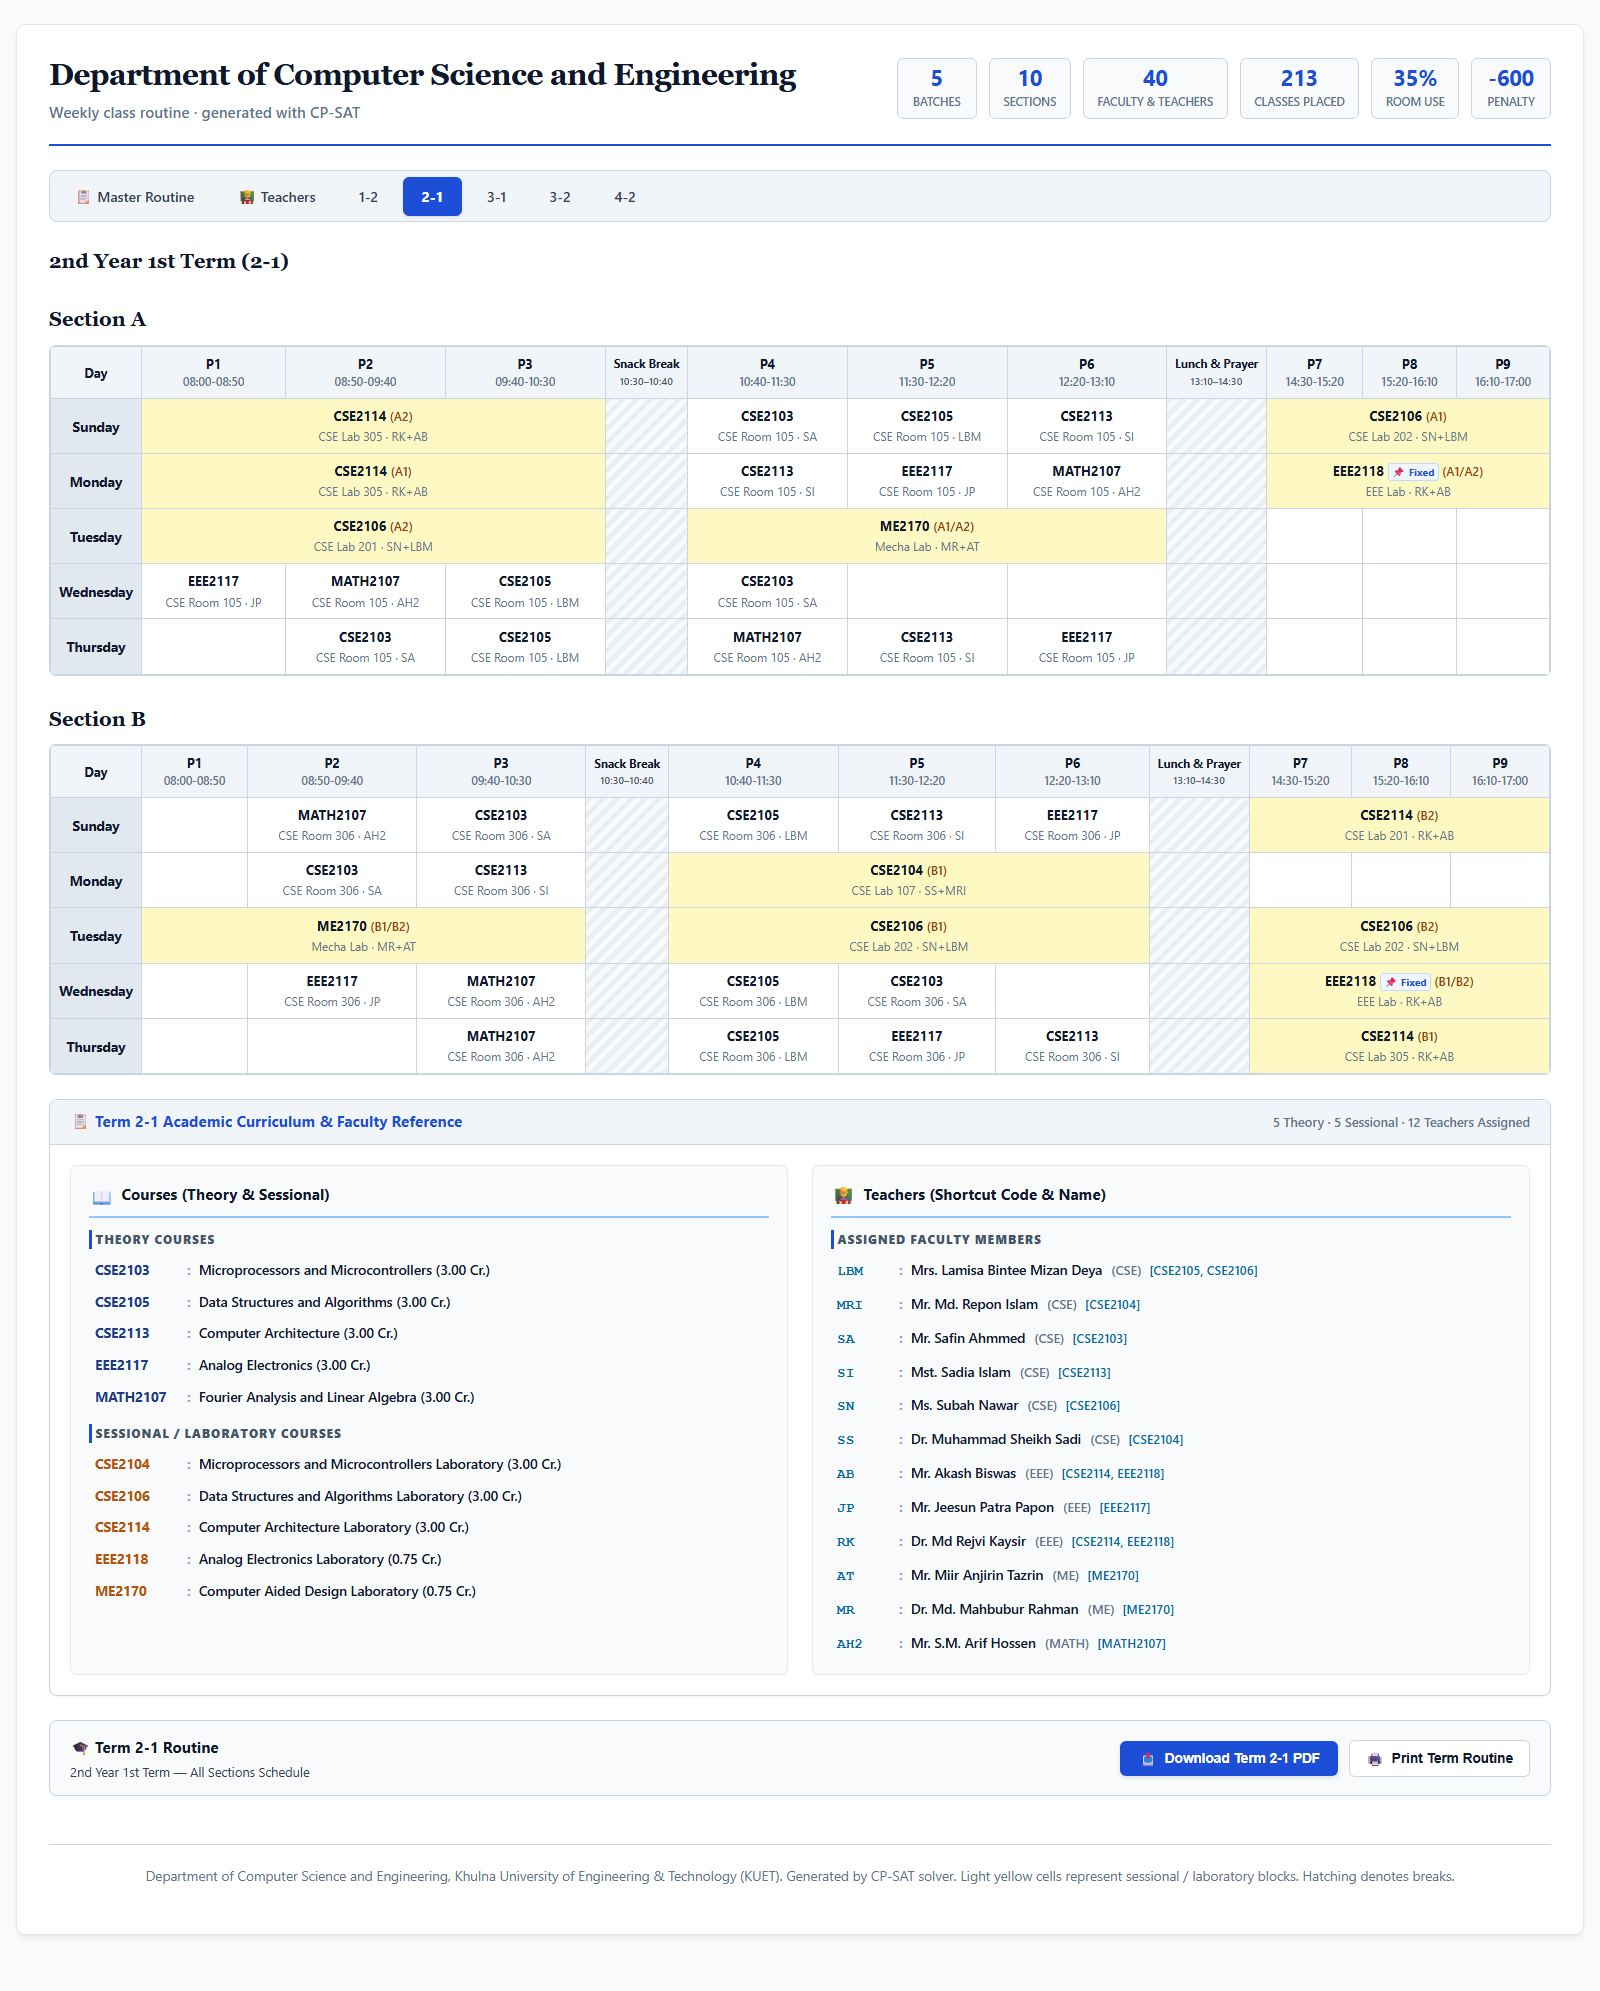 Department of Computer Science and Engineering
Weekly class routine · generated with CP-SAT
5
BATCHES
10
SECTIONS
40
FACULTY & TEACHERS
213
CLASSES PLACED
35%
ROOM USE
-600
PENALTY
Master Routine Teachers 1-2 2-1 3-1 3-2 4-2
2nd Year 1st Term (2-1)
Section A
Day P1 P2 P3 Snack Break P4 P5 P6 Lunch & Prayer P7 P8 P9
08:00-08:50 08:50-09:40 09:40-10:30 10:30–10:40 10:40-11:30 11:30-12:20 12:20-13:10 13:10–14:30 14:30-15:20 15:20-16:10 16:10-17:00
Sunday CSE2114 (A2) CSE2103 CSE2105 CSE2113 CSE2106 (A1)
CSE Lab 305 · RK+AB CSE Room 105 · SA CSE Room 105 · LBM CSE Room 105 · SI CSE Lab 202 · SN+LBM
Monday CSE2114 (A1) CSE2113 EEE2117 MATH2107 EEE2118 Fixed (A1/A2)
CSE Lab 305 · RK+AB CSE Room 105 · SI CSE Room 105 · JP CSE Room 105 · AH2 EEE Lab · RK+AB
Tuesday CSE2106 (A2) ME2170 (A1/A2)
CSE Lab 201 · SN+LBM Mecha Lab · MR+AT
Wednesday EEE2117 MATH2107 CSE2105 CSE2103
CSE Room 105 · JP CSE Room 105 · AH2 CSE Room 105 · LBM CSE Room 105 · SA
Thursday CSE2103 CSE2105 MATH2107 CSE2113 EEE2117
CSE Room 105 · SA CSE Room 105 · LBM CSE Room 105 · AH2 CSE Room 105 · SI CSE Room 105 · JP
Section B
Day P1 P2 P3 Snack Break P4 P5 P6 Lunch & Prayer P7 P8 P9
08:00-08:50 08:50-09:40 09:40-10:30 10:30–10:40 10:40-11:30 11:30-12:20 12:20-13:10 13:10–14:30 14:30-15:20 15:20-16:10 16:10-17:00
Sunday MATH2107 CSE2103 CSE2105 CSE2113 EEE2117 CSE2114 (B2)
CSE Room 306 · AH2 CSE Room 306 · SA CSE Room 306 · LBM CSE Room 306 · SI CSE Room 306 · JP CSE Lab 201 · RK+AB
Monday CSE2103 CSE2113 CSE2104 (B1)
CSE Room 306 · SA CSE Room 306 · SI CSE Lab 107 · SS+MRI
Tuesday ME2170 (B1/B2) CSE2106 (B1) CSE2106 (B2)
Mecha Lab · MR+AT CSE Lab 202 · SN+LBM CSE Lab 202 · SN+LBM
Wednesday EEE2117 MATH2107 CSE2105 CSE2103 EEE2118 Fixed (B1/B2)
CSE Room 306 · JP CSE Room 306 · AH2 CSE Room 306 · LBM CSE Room 306 · SA EEE Lab · RK+AB
Thursday MATH2107 CSE2105 EEE2117 CSE2113 CSE2114 (B1)
CSE Room 306 · AH2 CSE Room 306 · LBM CSE Room 306 · JP CSE Room 306 · SI CSE Lab 305 · RK+AB
Term 2-1 Academic Curriculum & Faculty Reference
5 Theory · 5 Sessional · 12 Teachers Assigned
Courses (Theory & Sessional)
THEORY COURSES
CSE2103 : Microprocessors and Microcontrollers (3.00 Cr.)
CSE2105 : Data Structures and Algorithms (3.00 Cr.)
CSE2113 : Computer Architecture (3.00 Cr.)
EEE2117 : Analog Electronics (3.00 Cr.)
MATH2107 : Fourier Analysis and Linear Algebra (3.00 Cr.)
SESSIONAL / LABORATORY COURSES
CSE2104 : Microprocessors and Microcontrollers Laboratory (3.00 Cr.)
CSE2106 : Data Structures and Algorithms Laboratory (3.00 Cr.)
CSE2114 : Computer Architecture Laboratory (3.00 Cr.)
EEE2118 : Analog Electronics Laboratory (0.75 Cr.)
ME2170 : Computer Aided Design Laboratory (0.75 Cr.)
Teachers (Shortcut Code & Name)
ASSIGNED FACULTY MEMBERS
LBM : Mrs. Lamisa Bintee Mizan Deya (CSE) [CSE2105, CSE2106]
MRI : Mr. Md. Repon Islam (CSE) [CSE2104]
SA : Mr. Safin Ahmmed (CSE) [CSE2103]
SI : Mst. Sadia Islam (CSE) [CSE2113]
SN : Ms. Subah Nawar (CSE) [CSE2106]
SS : Dr. Muhammad Sheikh Sadi (CSE) [CSE2104]
AB : Mr. Akash Biswas (EEE) [CSE2114, EEE2118]
JP : Mr. Jeesun Patra Papon (EEE) [EEE2117]
RK : Dr. Md Rejvi Kaysir (EEE) [CSE2114, EEE2118]
AT : Mr. Miir Anjirin Tazrin (ME) [ME2170]
MR : Dr. Md. Mahbubur Rahman (ME) [ME2170]
AH2 : Mr. S.M. Arif Hossen (MATH) [MATH2107]
Term 2-1 Routine
2nd Year 1st Term — All Sections Schedule
Download Term 2-1 PDF
Print Term Routine
Department of Computer Science and Engineering, Khulna University of Engineering & Technology (KUET). Generated by CP-SAT solver. Light yellow cells represent sessional / laboratory blocks. Hatching denotes breaks.